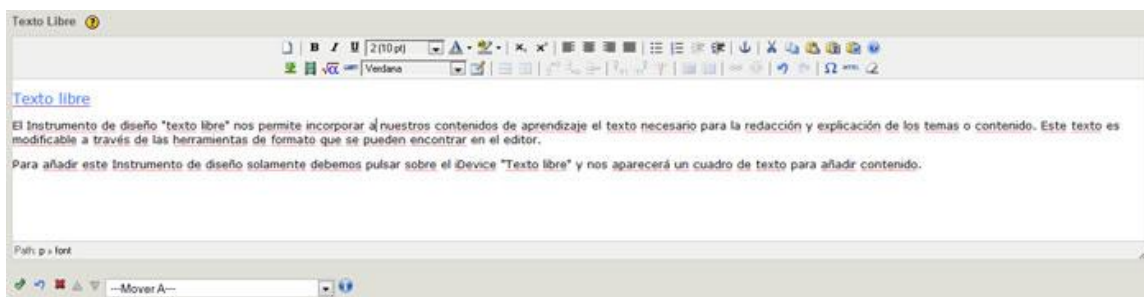 Texto Libre
B I U 2 (10 pt)
Verdana
Texto libre
El Instrumento de diseño "texto libre" nos permite incorporar a nuestros contenidos de aprendizaje el texto necesario para la redacción y explicación de los temas o contenido. Este texto es
modificable a través de las herramientas de formato que se pueden encontrar en el editor.
Para añadir este Instrumento de diseño solamente debemos pulsar sobre el iDevice "Texto libre" y nos aparecerá un cuadro de texto para añadir contenido.
Path: p » font
---Mover A---